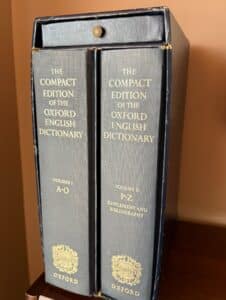 THE
COMPACT
EDITION
OF THE
OXFORD
ENGLISH
DICTIONARY
VOLUME I
A-O
OXFORD
THE
COMPACT
EDITION
OF THE
OXFORD
ENGLISH
DICTIONARY
VOLUME II
P-Z
SUPPLEMENT AND
BIBLIOGRAPHY
OXFORD